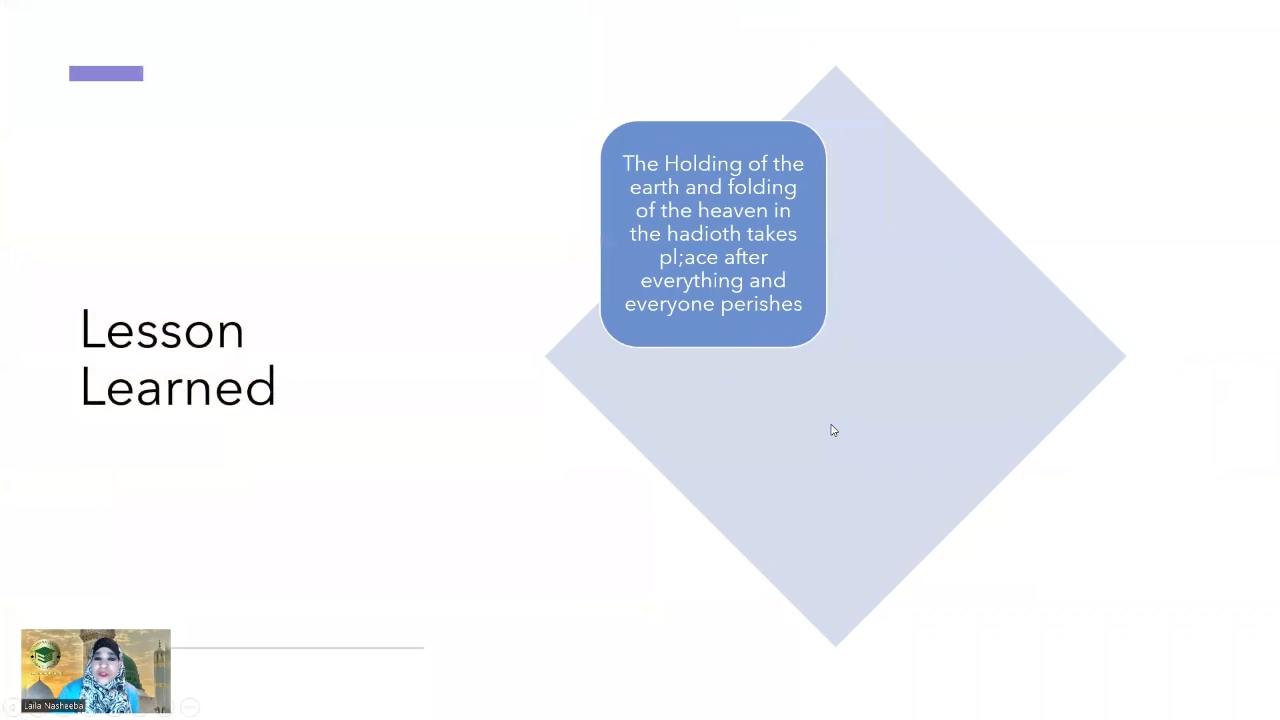 Lesson
Learned
The Holding of the
earth and folding
of the heaven in
the hadioth takes
pl;ace after
everything and
everyone perishes
Laila Nasheeba